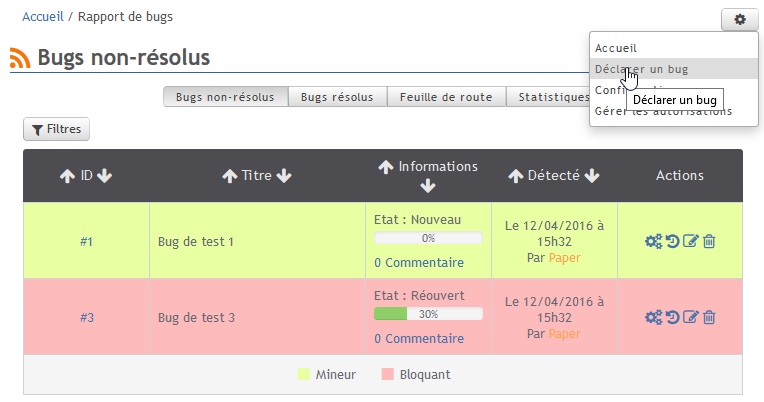 Accueil / Rapport de bugs
Bugs non-résolus
Accueil
Déclarer un bug
Déclarer un bug
Gérer les autorisations
Bugs non-résolus
Bugs résolus
Feuille de route
Statistiques
Filtres
ID
Titre
Informations
Détecté
Actions
#1
Bug de test 1
Etat : Nouveau
0%
0 Commentaire
Le 12/04/2016 à
15h32
Par Paper
#3
Bug de test 3
Etat : Réouvert
30%
0 Commentaire
Le 12/04/2016 à
15h32
Par Paper
Mineur
Bloquant